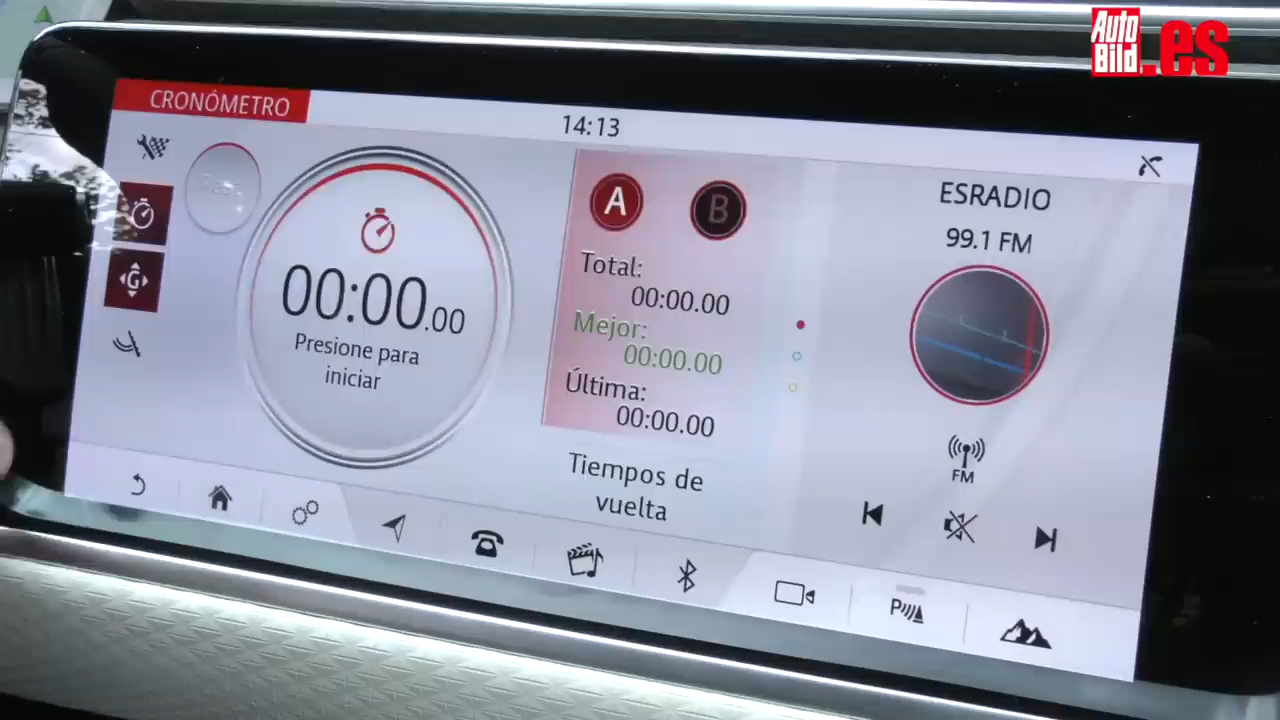 Auto
Bild
.es
CRONÓMETRO
14:13
ESRADIO
99.1 FM
A
B
Total:
00:00.00
Mejor:
00:00.00
Última:
00:00.00
Tiempos de
vuelta
00:00.00
Presione para
iniciar
G
FM
P